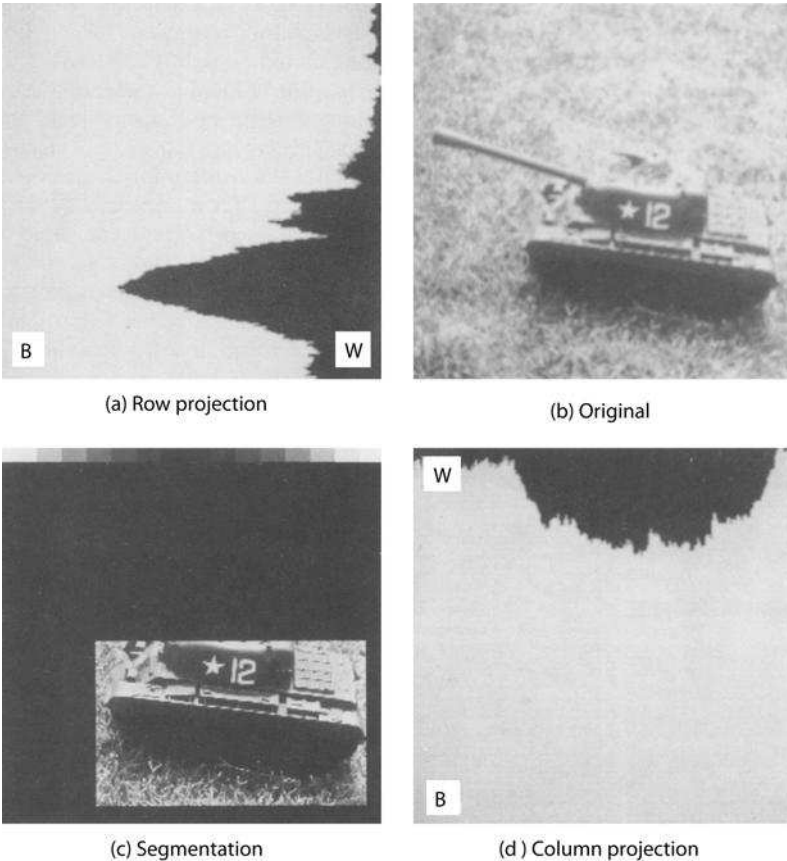 B
W
12
(a) Row projection
(b) Original
12
W
B
(c) Segmentation
(d ) Column projection